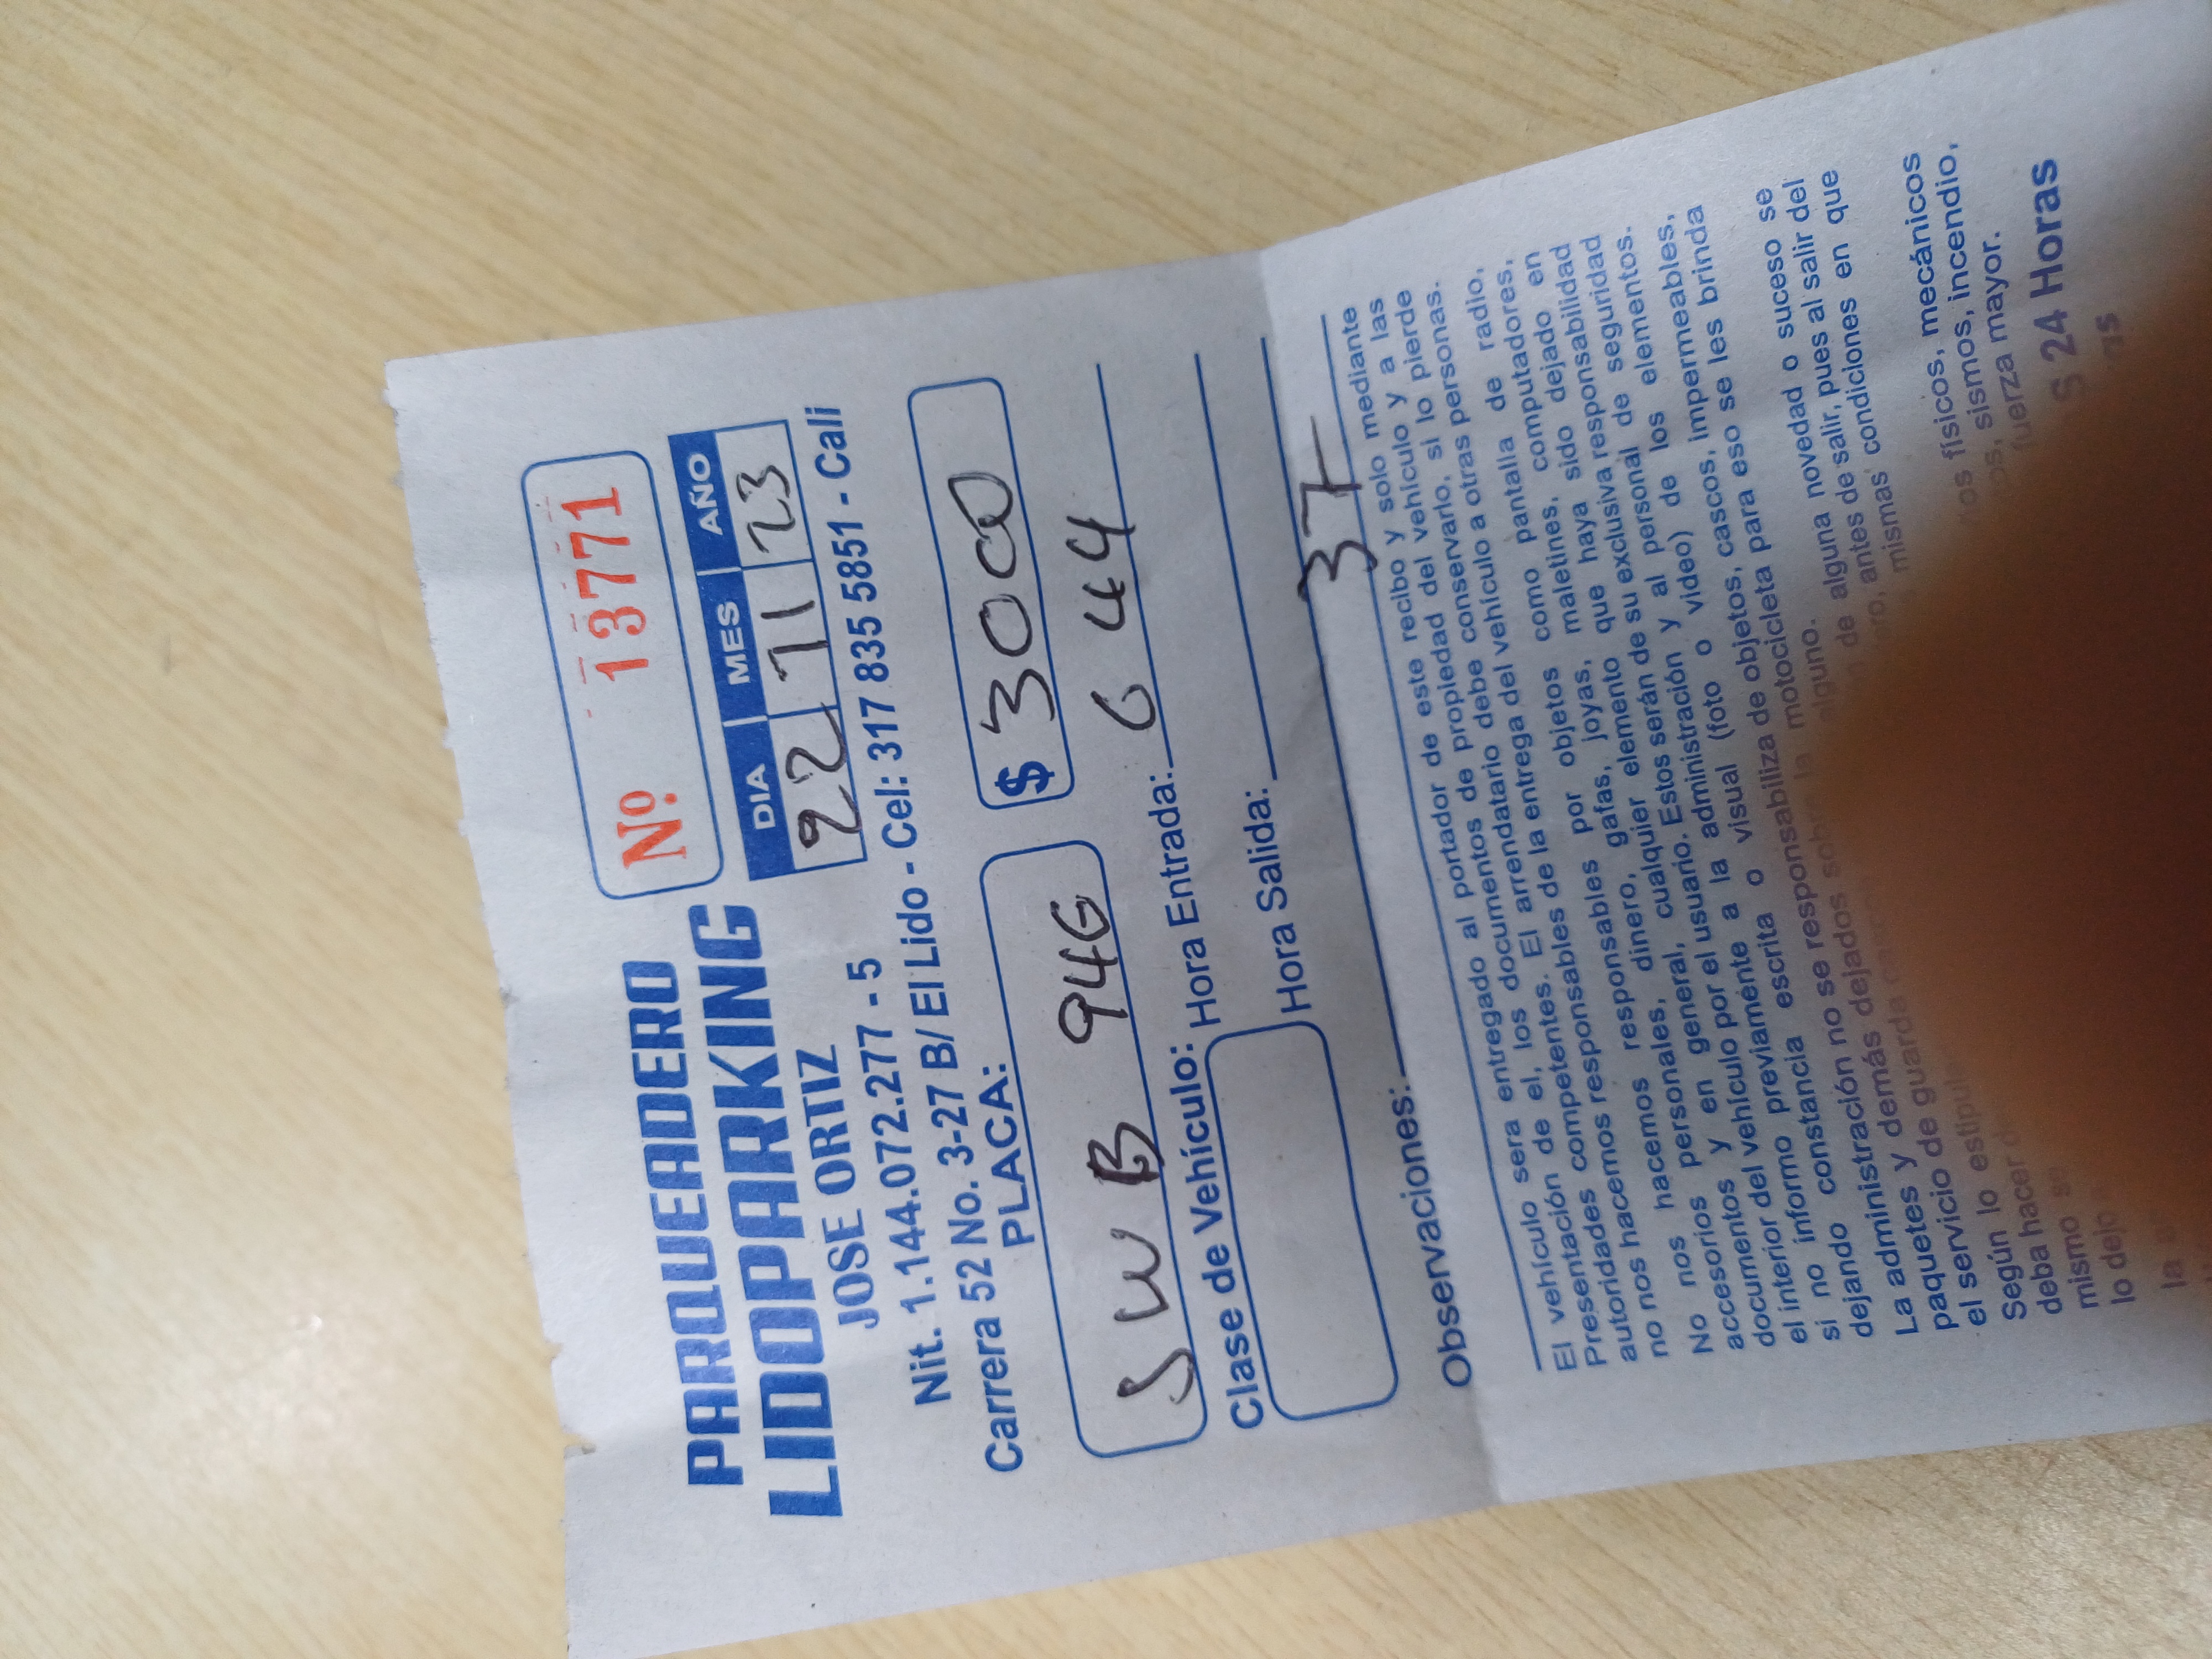 PARQUEADERO
LIDOPARKING
Nº 13771
DIA MES AÑO
22 11 23
JOSE ORTIZ
Nit. 1.144.072.277 - 5
Carrera 52 No. 3-27 B/ El Lido - Cel: 317 835 5851 - Cali
PLACA:
$ 3000
946
Clase de Vehículo:
Hora Entrada: 6 44
Hora Salida:
Observaciones: 37
El vehículo sera entregado al portador de este recibo y solo mediante
Presentación de el, los documentos de propiedad del vehículo y a las
autoridades competentes. El arrendatario debe conservarlo, si lo pierde
no nos hacemos responsables de la entrega del vehículo a otras personas.
No nos hacemos responsables por objetos como pantalla de radio,
accesorios personales, dinero, gafas, joyas, maletines, computadores,
documentos y en general, cualquier elemento que haya sido dejado en
el interior del vehículo por el usuario. Estos serán de su exclusiva responsabilidad
si no informo previaménte a la administración y al personal de seguridad
dejando constancia escrita o visual (foto o video) de los elementos.
La administración no se responsabiliza de objetos, cascos, impermeables,
paquetes y demás dejados sobre la motocicleta para eso se les brinda
el servicio de guarda
Según lo alguno.
deba hacer de alguna novedad o suceso se
mismo antes de salir, pues al salir del
lo dejo mismas condiciones en que
la físicos, mecánicos
sismos, incendio,
fuerza mayor.
24 Horas